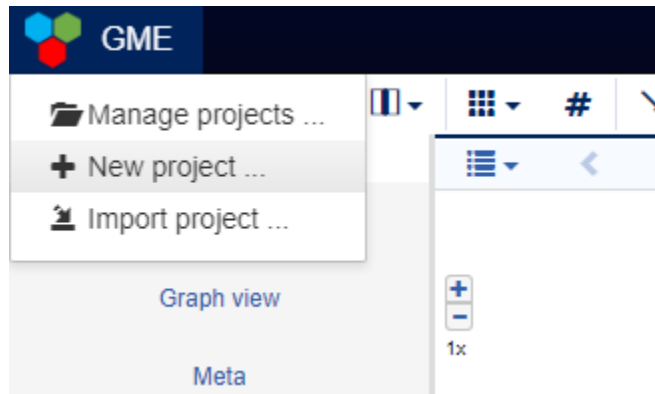 GME
Manage projects ...
#
New project ...
Import project ...
Graph view
1x
Meta